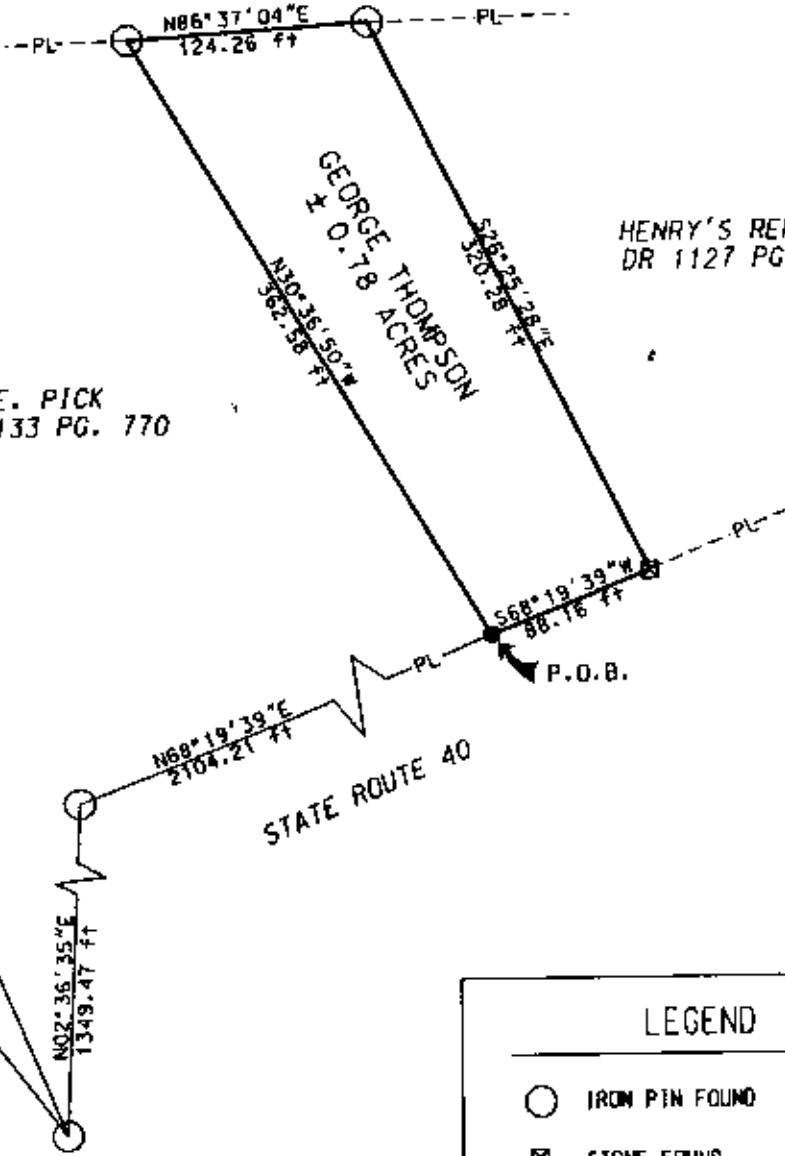 N86°37'04"E
124.26 ft
PL
PL
GEORGE THOMPSON
± 0.78 ACRES
S26°25'28"E
320.28 ft
N30°36'50"W
362.58 ft
HENRY'S
DR 1127 PG
E. PICK
133 PG. 770
PL
S68°19'39"W
88.16 ft
PL
P.O.B.
N68°19'39"E
2104.21 ft
STATE ROUTE 40
N02°36'35"E
1349.47 ft
LEGEND
IRON PIN FOUND
STONE FOUND